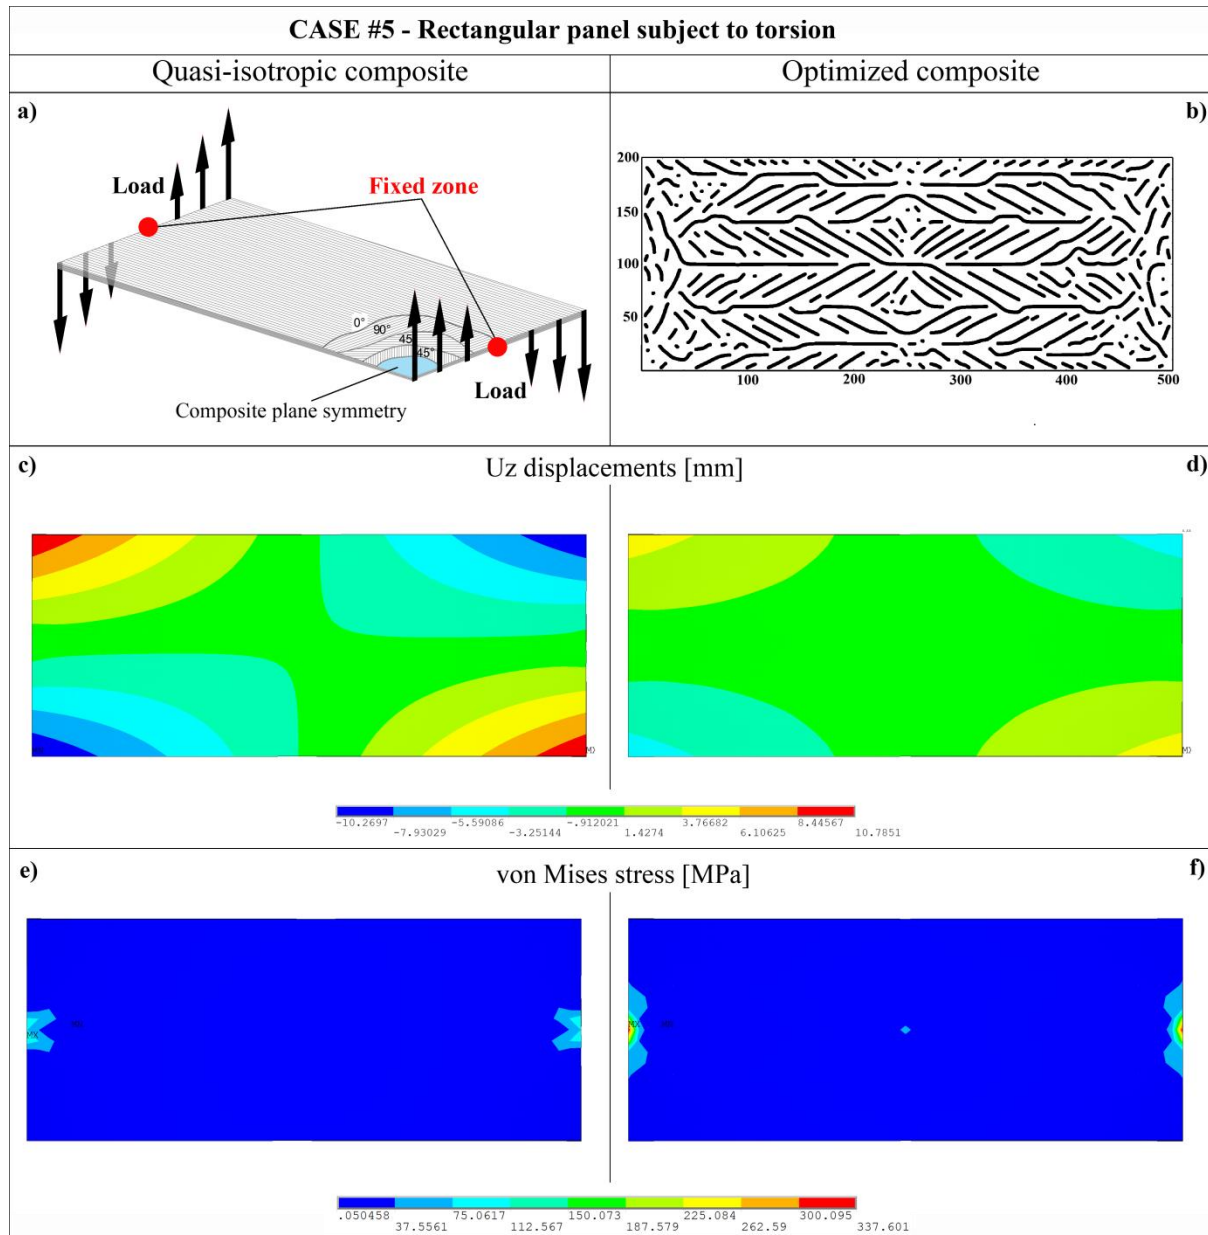 CASE #5 - Rectangular panel subject to torsion
Quasi-isotropic composite
Optimized composite
a)
Load
Fixed zone
0°
90°
45
45°
Load
Composite plane symmetry
b)
200
150
100
50
100 200 300 400 500
c)
Uz displacements [mm]
d)
MX
-10.2697 -5.59086 -.912021 3.76682 8.44567
-7.93029 -3.25144 1.4274 6.10625 10.7851
e)
von Mises stress [MPa]
f)
MX
MX
.050458 75.0617 150.073 225.084 300.095
37.5561 112.567 187.579 262.59 337.601